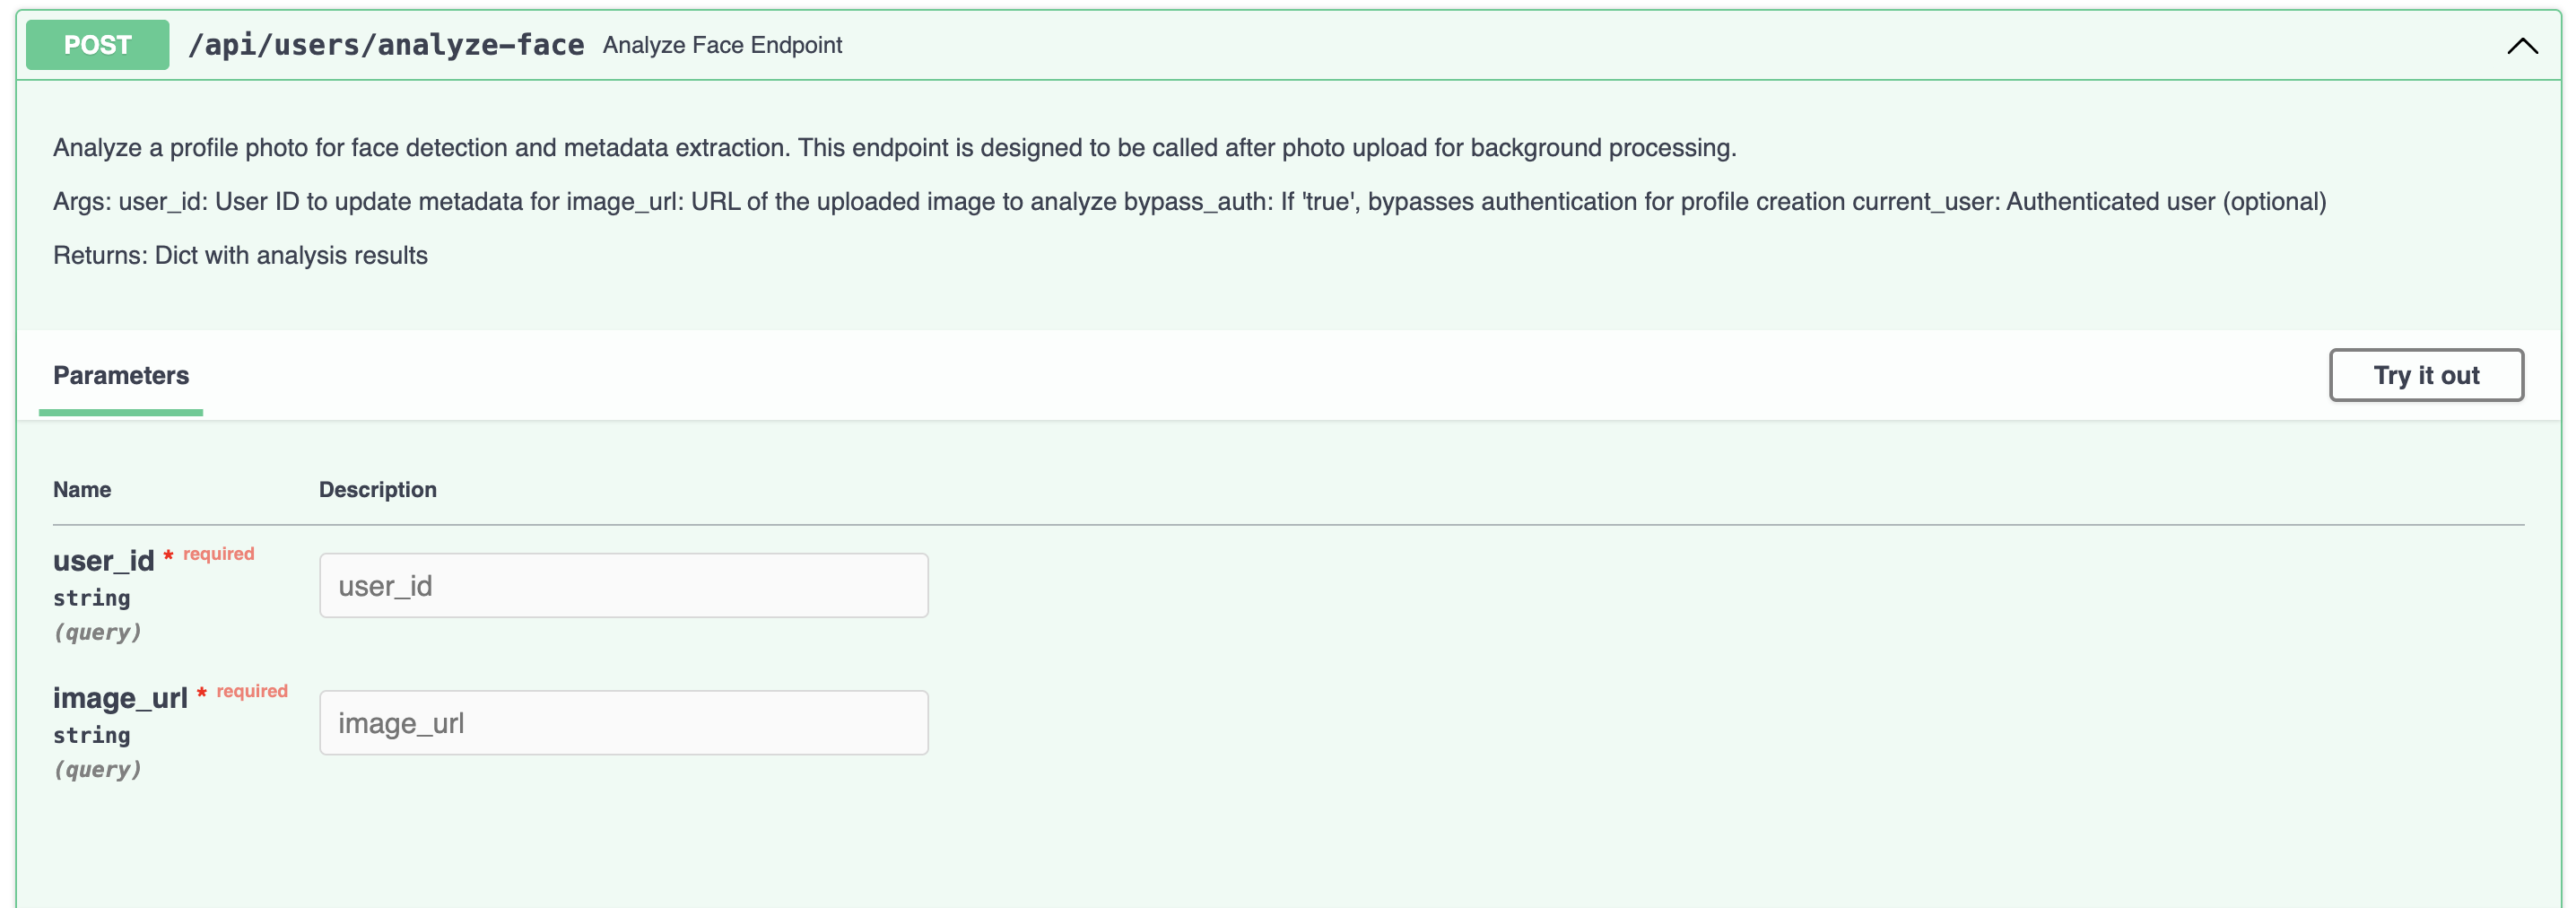 POST /api/users/analyze-face Analyze Face Endpoint
Analyze a profile photo for face detection and metadata extraction. This endpoint is designed to be called after photo upload for background processing.
Args: user_id: User ID to update metadata for image_url: URL of the uploaded image to analyze bypass_auth: If 'true', bypasses authentication for profile creation current_user: Authenticated user (optional)
Returns: Dict with analysis results
Parameters
Try it out
Name Description
user_id * required
string
(query)
user_id
image_url * required
string
(query)
image_url